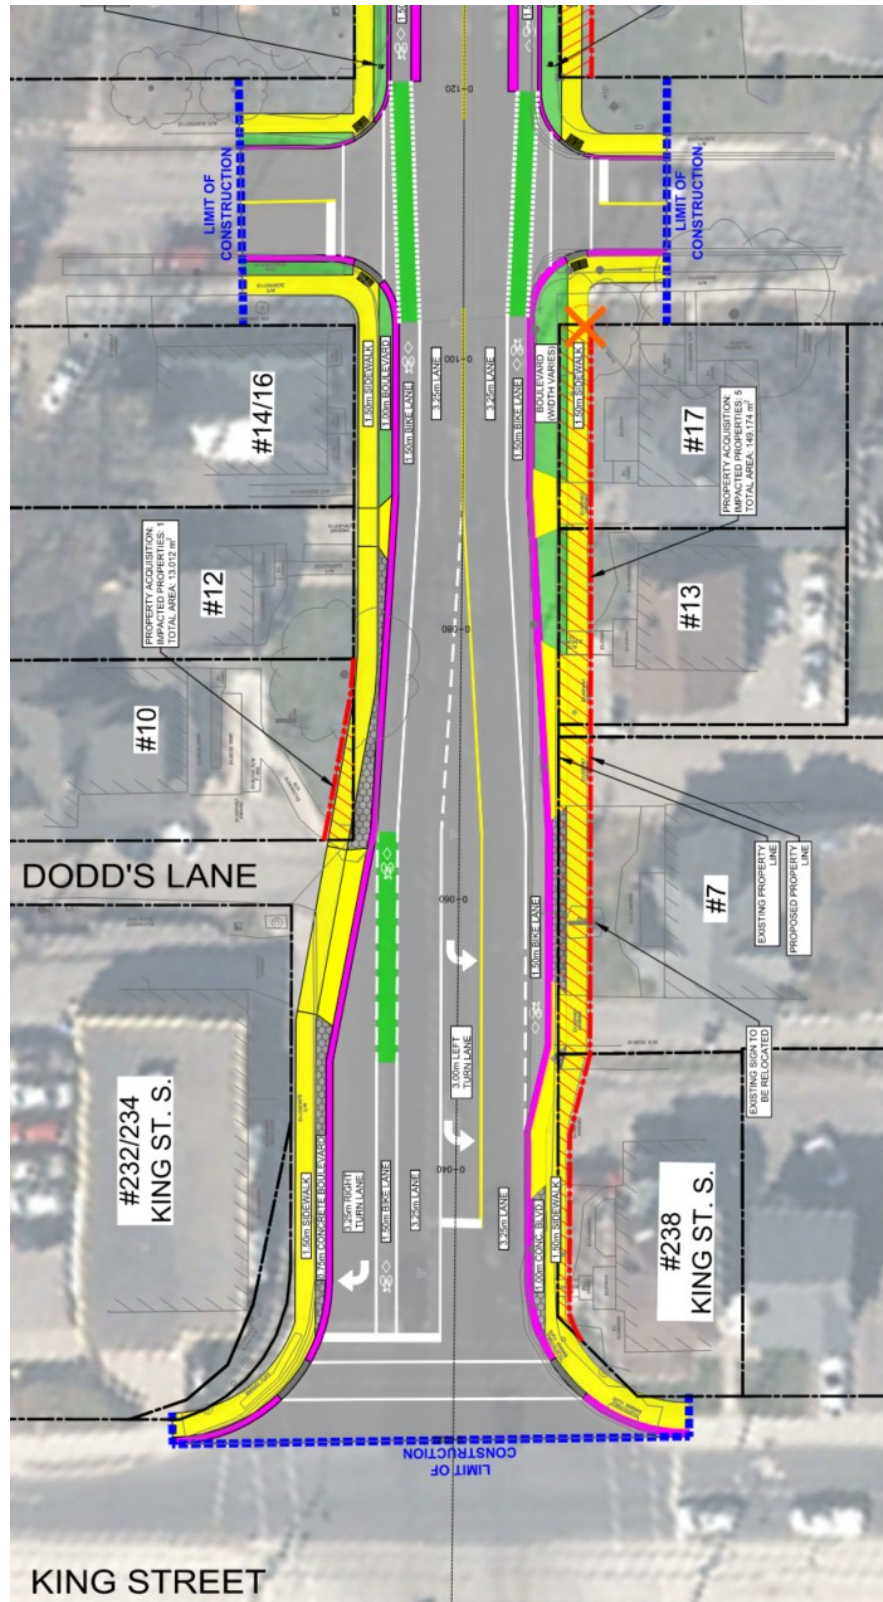 1.50m
0-120
LIMIT OF
CONSTRUCTION
LIMIT OF
CONSTRUCTION
0-100
#14/16
1.50m SIDEWALK
1.00m BOULEVARD
1.50m BIKE LANE
3.25m LANE
3.25m LANE
1.50m BIKE LANE
BOULEVARD
(WIDTH VARIES)
1.50m SIDEWALK
#17
PROPERTY ACQUISITION:
IMPACTED PROPERTIES: 5
TOTAL AREA: 149.174 m²
PROPERTY ACQUISITION:
IMPACTED PROPERTIES: 1
TOTAL AREA: 13.012 m²
#12
#13
0-080
#10
DODD'S LANE
0-060
#7
EXISTING PROPERTY
LINE
PROPOSED PROPERTY
LINE
1.50m BIKE LANE
3.00m LEFT
TURN LANE
EXISTING SIGN TO
BE RELOCATED
#232/234
KING ST. S.
1.50m SIDEWALK
0.75m CONCRETE BOULEVARD
3.25m RIGHT
TURN LANE
1.50m BIKE LANE
3.25m LANE
0-040
3.25m LANE
1.00m CONC. BLVD.
1.50m SIDEWALK
#238
KING ST. S.
LIMIT OF
CONSTRUCTION
KING STREET